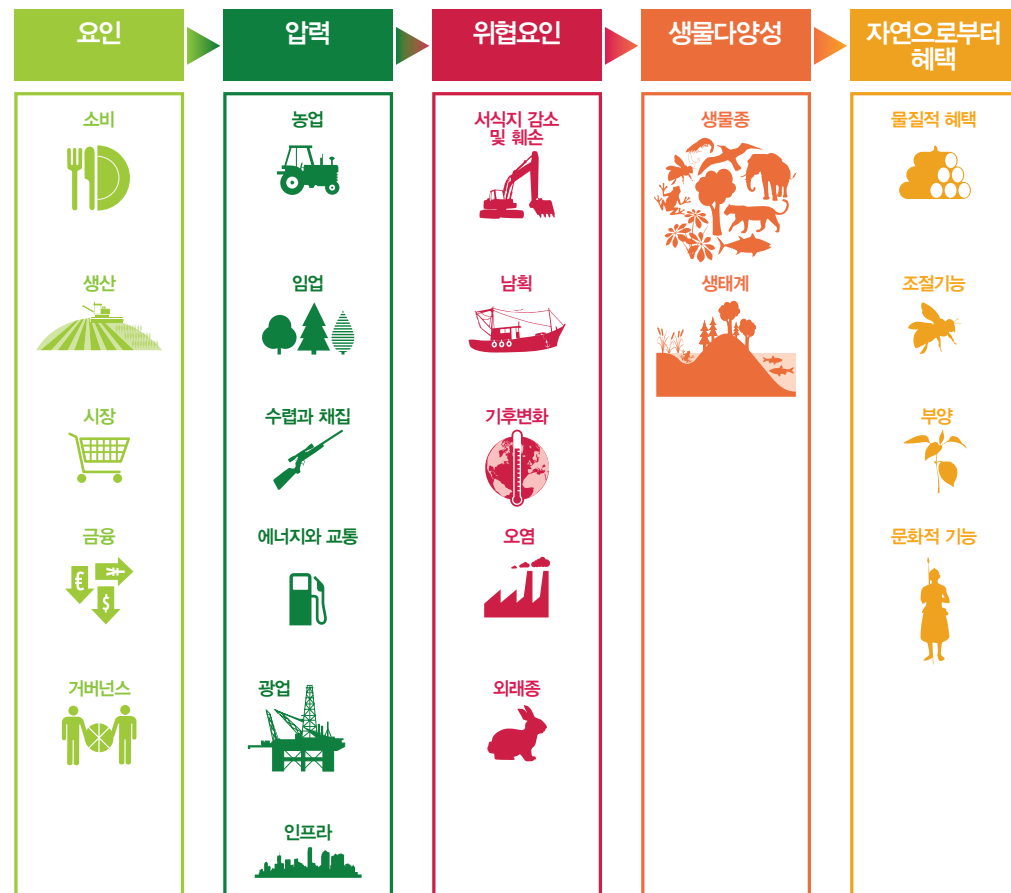 요인
압력
위협요인
생물다양성
자연으로부터
혜택
소비
생산
시장
금융
€
$
거버넌스
농업
임업
수렵과 채집
에너지와 교통
광업
인프라
서식지 감소
및 훼손
남획
기후변화
오염
외래종
생물종
생태계
물질적 혜택
조절기능
부양
문화적 기능